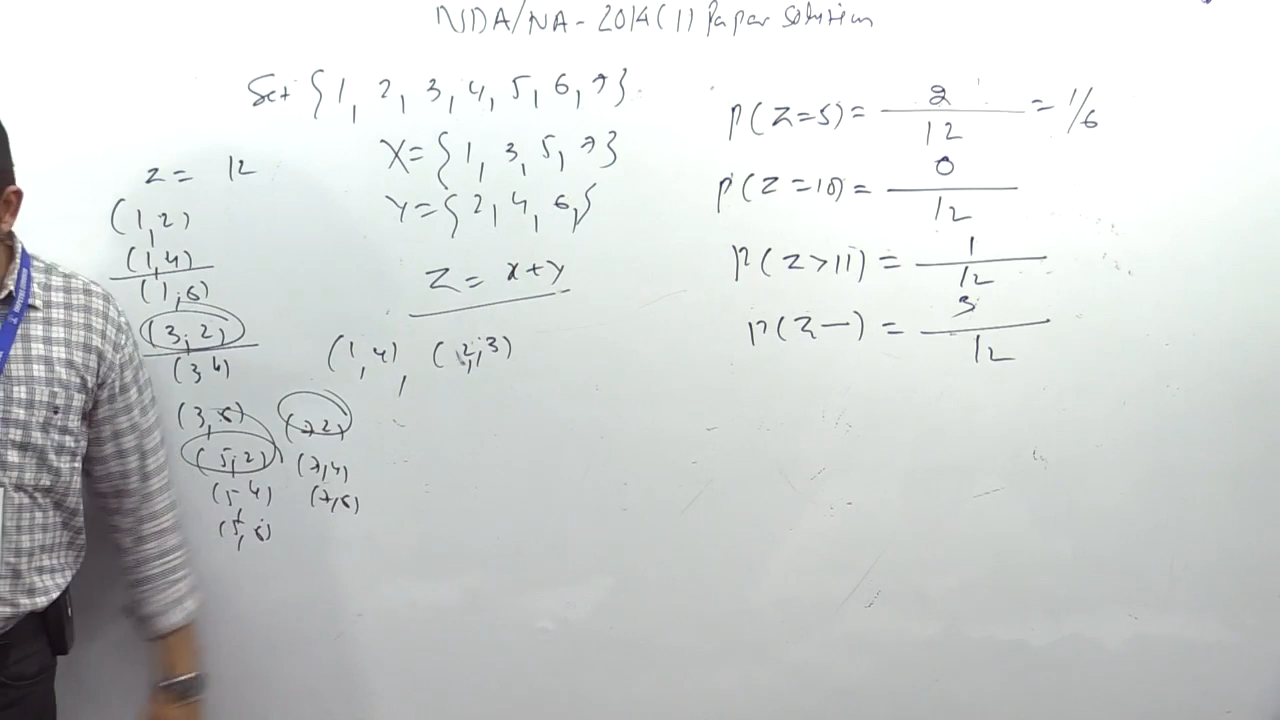 NDA/NA - 2014 (1) Paper Solution
Set {1, 2, 3, 4, 5, 6, 7}
X = {1, 3, 5, 7}
Y = {2, 4, 6,}
Z = x+y
(1,4), (2,3)
Z = 12
(1,2)
(1,4)
(1,6)
(3,2)
(3 4)
(3,6)
(5,2)
(5 4)
(5,6)
(7 2)
(7,4)
(7,6)
P(Z=5) = 2/12 = 1/6
P(Z=10) = 0/12
P(Z>11) = 1/12
P(Z—) = 3/12